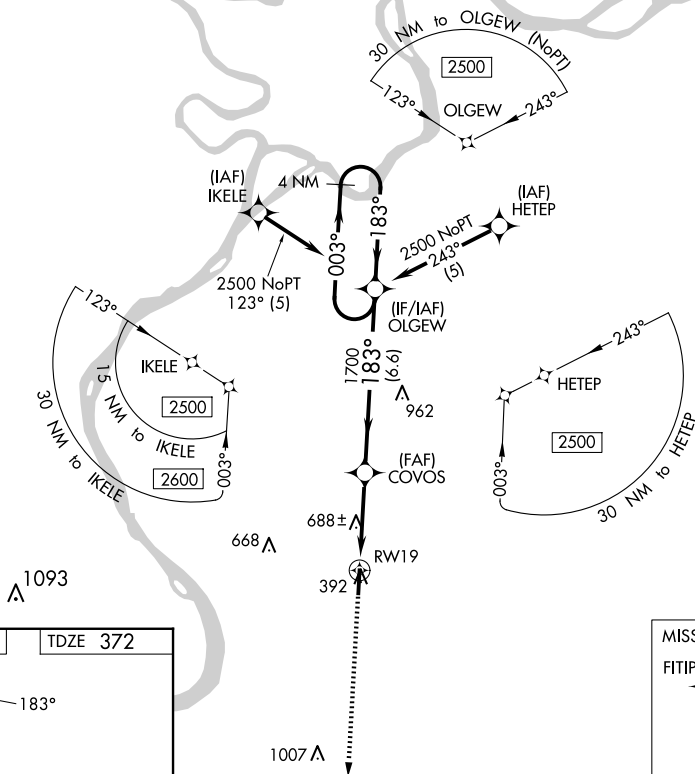 30 NM to OLGEW (NoPT)
2500
123°
OLGEW
243°
(IAF)
IKELE
4 NM
003°
183°
(IAF)
HETEP
2500 NoPT
243°
(5)
2500 NoPT
123° (5)
(IF/IAF)
OLGEW
1700
183°
(6.6)
962
123°
IKELE
2500
15 NM to IKELE
2600
30 NM to IKELE
003°
243°
HETEP
2500
003°
30 NM to HETEP
(FAF)
COVOS
688±
668
RW19
392
1093
TDZE 372
183°
1007
MISS
FITIP